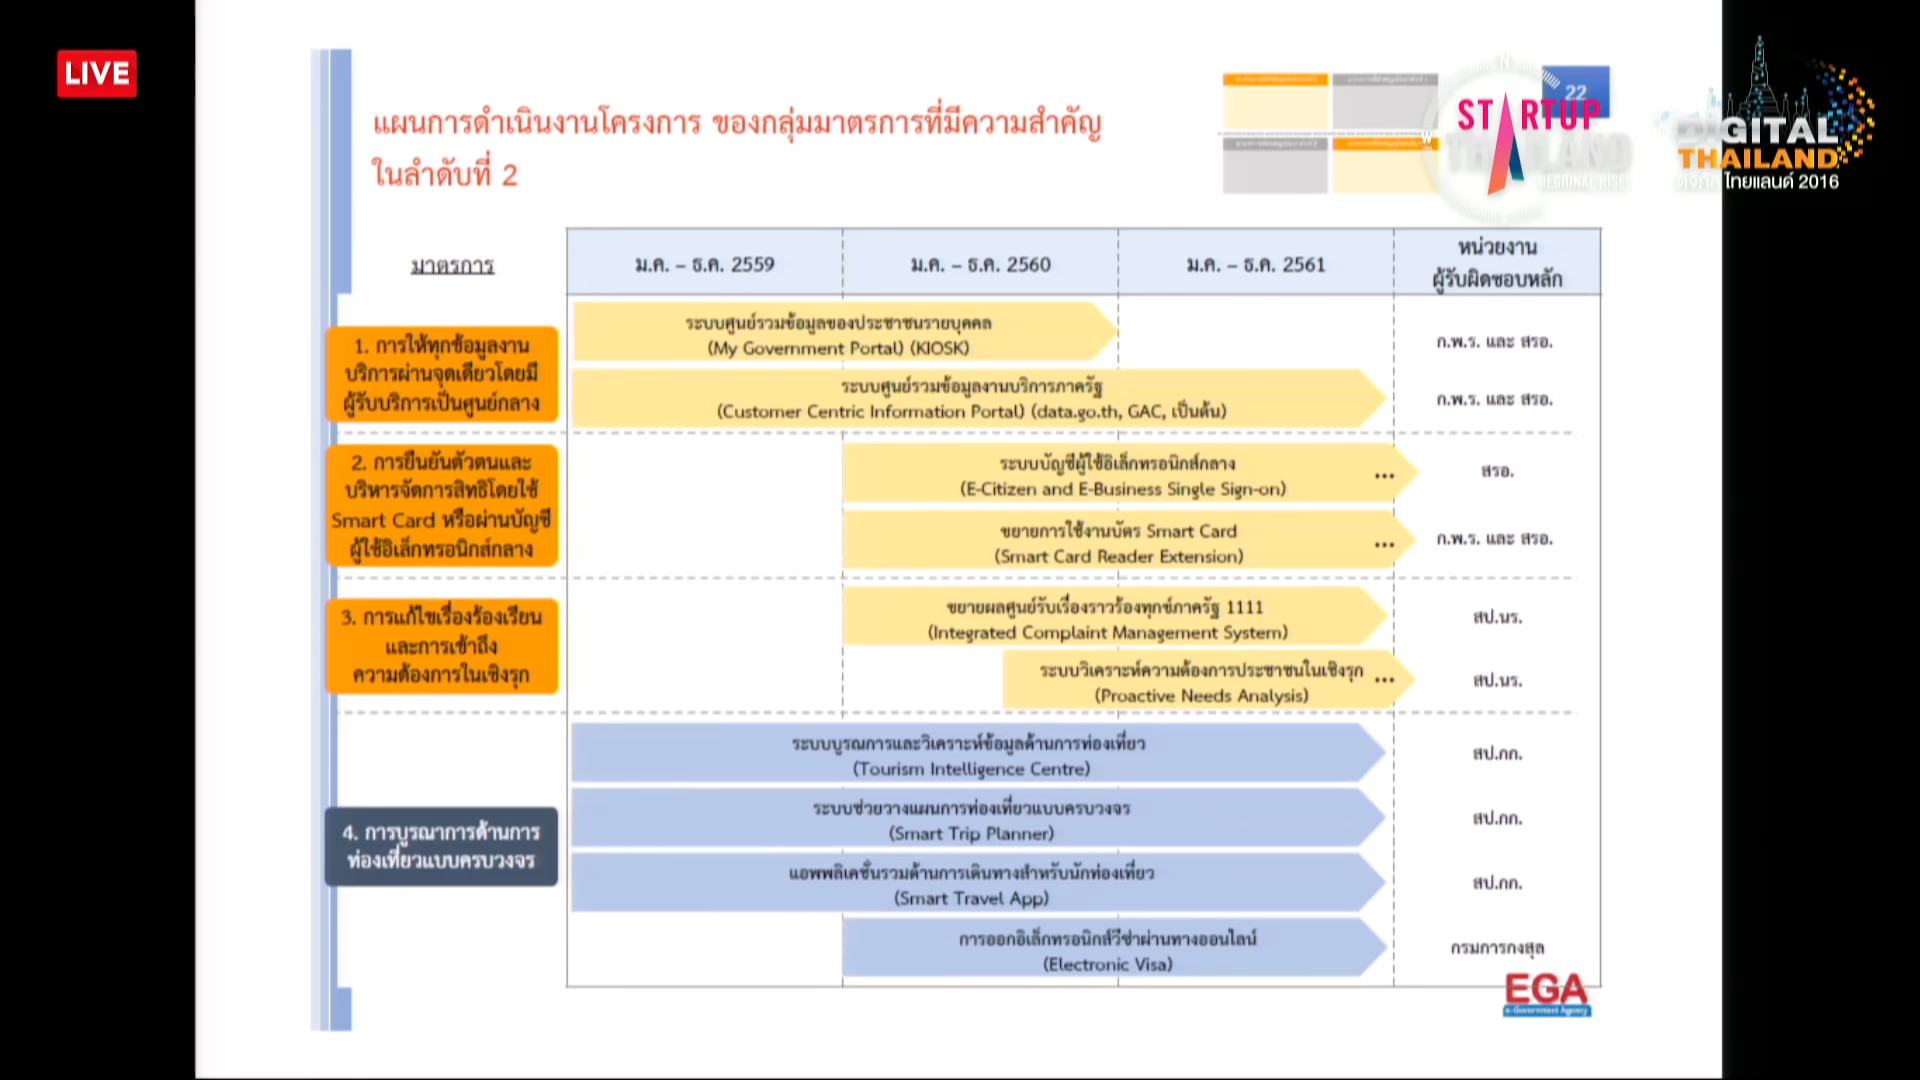 LIVE
22
STARTUP
THAILAND
REGIONAL RISE
DIGITAL
THAILAND
ดิจิทัล ไทยแลนด์ 2016
แผนการดำเนินงานโครงการ ของกลุ่มมาตรการที่มีความสำคัญ
ในลำดับที่ 2
มาตรการ
ม.ค. – ธ.ค. 2559
ม.ค. – ธ.ค. 2560
ม.ค. – ธ.ค. 2561
หน่วยงาน
ผู้รับผิดชอบหลัก
1. การให้ทุกข้อมูลงาน
บริการผ่านจุดเดียวโดยมี
ผู้รับบริการเป็นศูนย์กลาง
ระบบศูนย์รวมข้อมูลของประชาชนรายบุคคล
(My Government Portal) (KIOSK)
ก.พ.ร. และ สรอ.
ระบบศูนย์รวมข้อมูลงานบริการภาครัฐ
(Customer Centric Information Portal) (data.go.th, GAC, เป็นต้น)
ก.พ.ร. และ สรอ.
2. การยืนยันตัวตนและ
บริหารจัดการสิทธิโดยใช้
Smart Card หรือผ่านบัญชี
ผู้ใช้อิเล็กทรอนิกส์กลาง
ระบบบัญชีผู้ใช้อิเล็กทรอนิกส์กลาง
(E-Citizen and E-Business Single Sign-on)
...
สรอ.
ขยายการใช้งานบัตร Smart Card
(Smart Card Reader Extension)
...
ก.พ.ร. และ สรอ.
3. การแก้ไขเรื่องร้องเรียน
และการเข้าถึง
ความต้องการในเชิงรุก
ขยายผลศูนย์รับเรื่องราวร้องทุกข์ภาครัฐ 1111
(Integrated Complaint Management System)
สป.นร.
ระบบวิเคราะห์ความต้องการประชาชนในเชิงรุก
(Proactive Needs Analysis)
...
สป.นร.
4. การบูรณาการด้านการ
ท่องเที่ยวแบบครบวงจร
ระบบบูรณการและวิเคราะห์ข้อมูลด้านการท่องเที่ยว
(Tourism Intelligence Centre)
สป.กก.
ระบบช่วยวางแผนการท่องเที่ยวแบบครบวงจร
(Smart Trip Planner)
สป.กก.
แอพพลิเคชั่นรวมด้านการเดินทางสำหรับนักท่องเที่ยว
(Smart Travel App)
สป.กก.
การออกอิเล็กทรอนิกส์วีซ่าผ่านทางออนไลน์
(Electronic Visa)
กรมการกงสุล
EGA
e-Government Agency